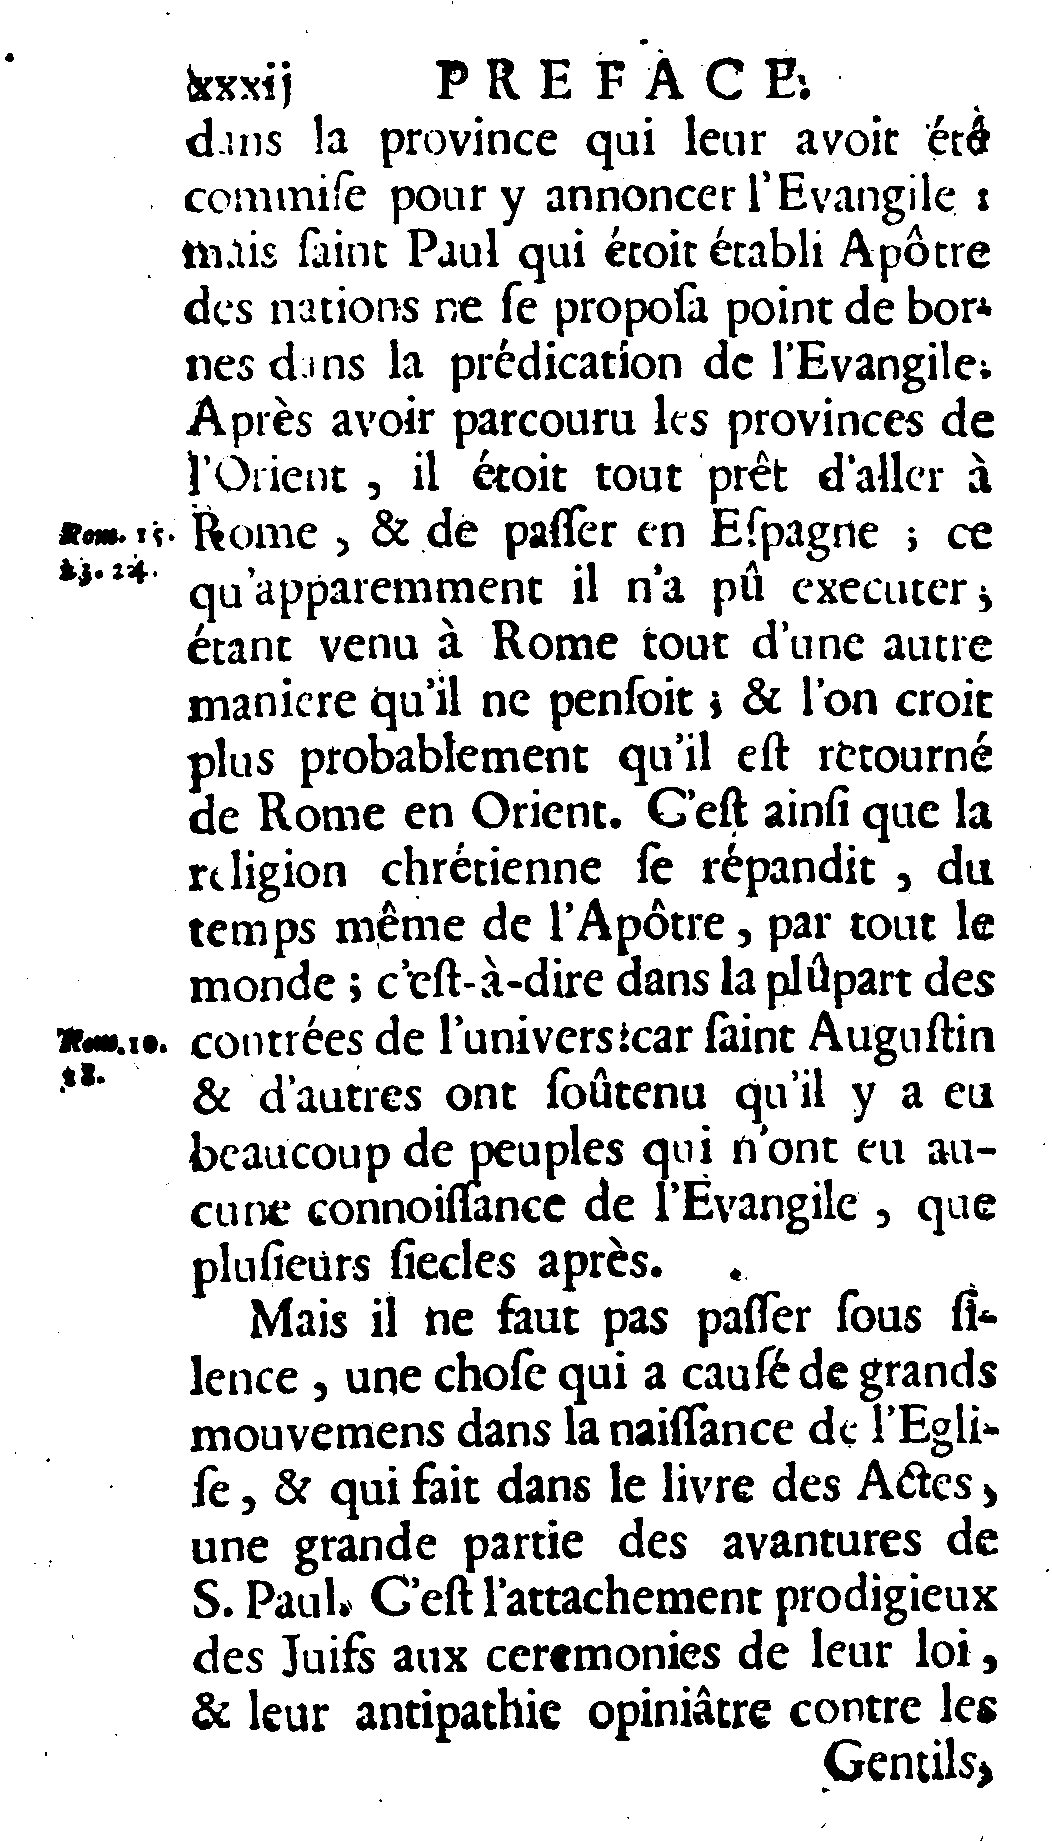 lxxxij PREFACE.
dans la province qui leur avoit été
commiſe pour y annoncer l'Evangile :
mais ſaint Paul qui étoit établi Apôtre
des nations ne ſe propoſa point de bor-
nes dans la prédication de l'Evangile.
Après avoir parcouru les provinces de
l'Orient , il étoit tout prêt d'aller à
Rom. 15. Rome , & de paſſer en Eſpagne ; ce
23. 24. qu'apparemment il n'a pû executer ;
étant venu à Rome tout d'une autre
maniere qu'il ne penſoit ; & l'on croit
plus probablement qu'il eſt retourné
de Rome en Orient. C'eſt ainſi que la
religion chrétienne ſe répandit , du
temps même de l'Apôtre , par tout le
monde ; c'eſt-à-dire dans la plûpart des
Rom. 10. contrées de l'univers : car ſaint Auguſtin
18. & d'autres ont ſoûtenu qu'il y a eu
beaucoup de peuples qui n'ont eu au-
cune connoiſſance de l'Evangile , que
pluſieurs ſiecles après.
Mais il ne faut pas paſſer ſous ſi-
lence , une choſe qui a cauſé de grands
mouvemens dans la naiſſance de l'Egli-
ſe , & qui fait dans le livre des Actes ,
une grande partie des avantures de
S. Paul. C'eſt l'attachement prodigieux
des Juifs aux ceremonies de leur loi ,
& leur antipathie opiniâtre contre les
Gentils,